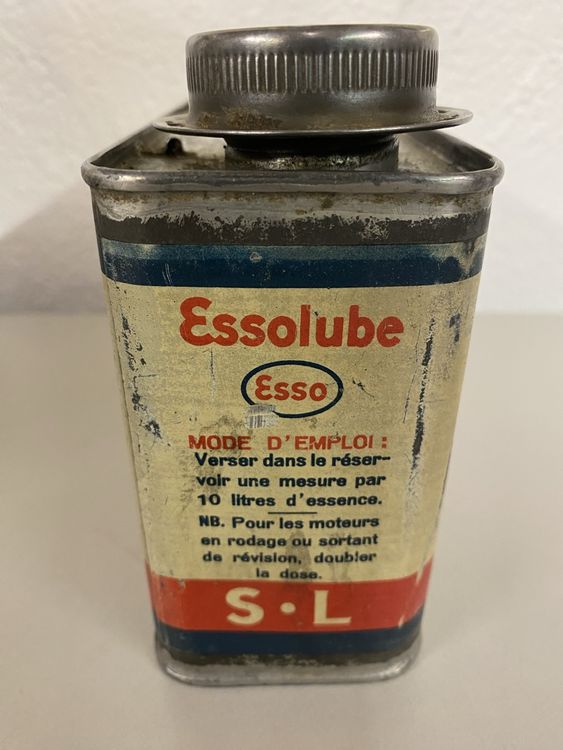 Essolube
Esso
MODE D'EMPLOI :
Verser dans le réser-
voir une mesure par
10 litres d'essence.
NB. Pour les moteurs
en rodage ou sortant
de révision, doubler
la dose.
S·L